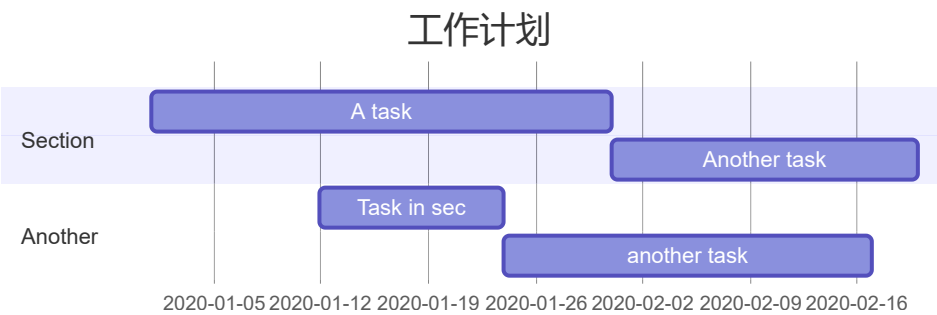 工作计划
A task
Section
Another task
Task in sec
Another
another task
2020-01-05 2020-01-12 2020-01-19 2020-01-26 2020-02-02 2020-02-09 2020-02-16